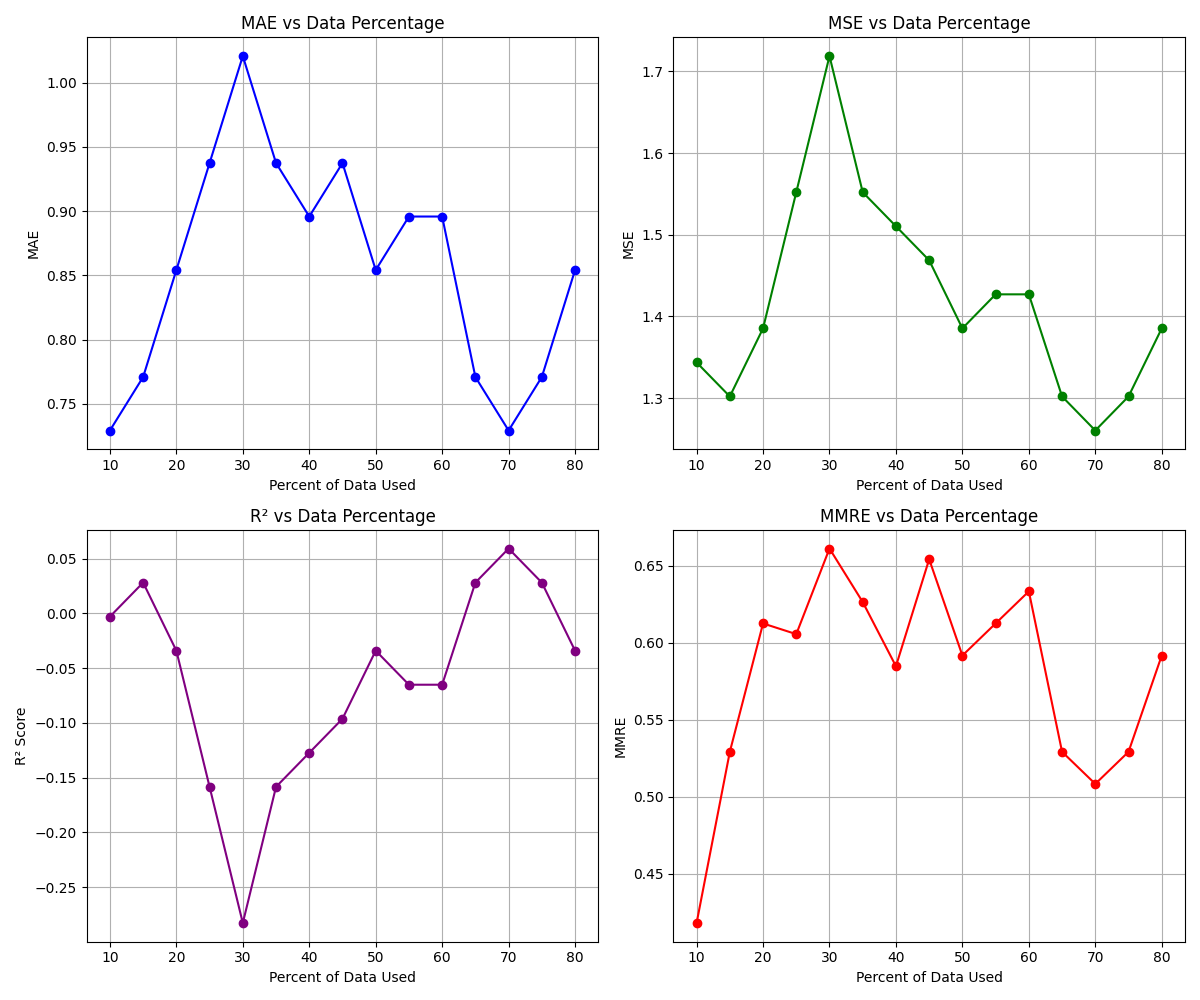 MAE vs Data Percentage
MAE
1.00
0.95
0.90
0.85
0.80
0.75
10 20 30 40 50 60 70 80
Percent of Data Used
MSE vs Data Percentage
MSE
1.7
1.6
1.5
1.4
1.3
10 20 30 40 50 60 70 80
Percent of Data Used
R² vs Data Percentage
R² Score
0.05
0.00
−0.05
−0.10
−0.15
−0.20
−0.25
10 20 30 40 50 60 70 80
Percent of Data Used
MMRE vs Data Percentage
MMRE
0.65
0.60
0.55
0.50
0.45
10 20 30 40 50 60 70 80
Percent of Data Used